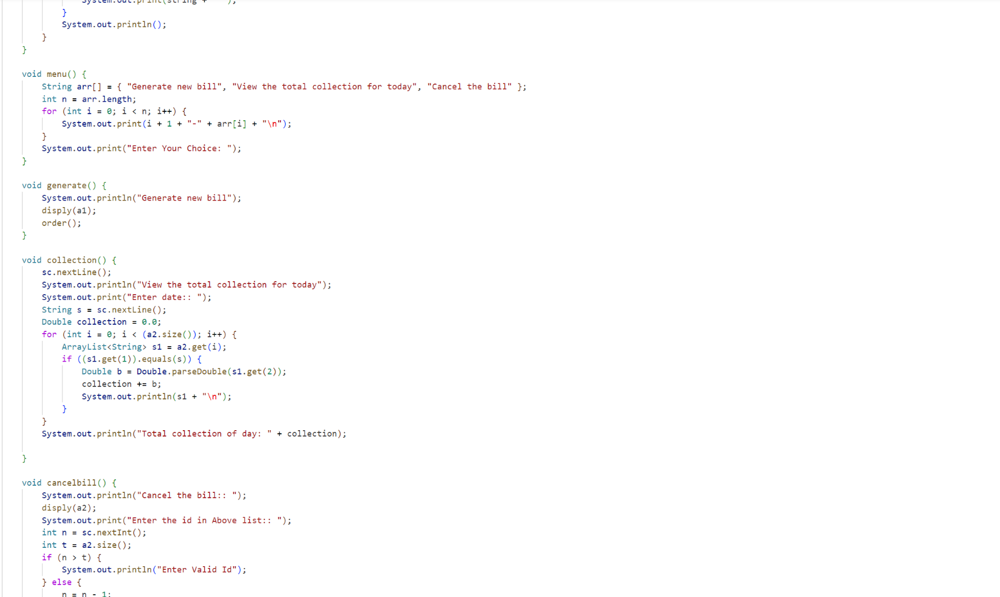 System.out.print(string + " ");
}
System.out.println();
}
}
void menu() {
String arr[] = { "Generate new bill", "View the total collection for today", "Cancel the bill" };
int n = arr.length;
for (int i = 0; i < n; i++) {
System.out.print(i + 1 + "-" + arr[i] + "\n");
}
System.out.print("Enter Your Choice: ");
}
void generate() {
System.out.println("Generate new bill");
disply(a1);
order();
}
void collection() {
sc.nextLine();
System.out.println("View the total collection for today");
System.out.print("Enter date:: ");
String s = sc.nextLine();
Double collection = 0.0;
for (int i = 0; i < (a2.size()); i++) {
ArrayList<String> s1 = a2.get(i);
if ((s1.get(1)).equals(s)) {
Double b = Double.parseDouble(s1.get(2));
collection += b;
System.out.println(s1 + "\n");
}
}
System.out.println("Total collection of day: " + collection);
}
void cancelbill() {
System.out.println("Cancel the bill:: ");
disply(a2);
System.out.print("Enter the id in Above list:: ");
int n = sc.nextInt();
int t = a2.size();
if (n > t) {
System.out.println("Enter Valid Id");
} else {
n = n - 1;